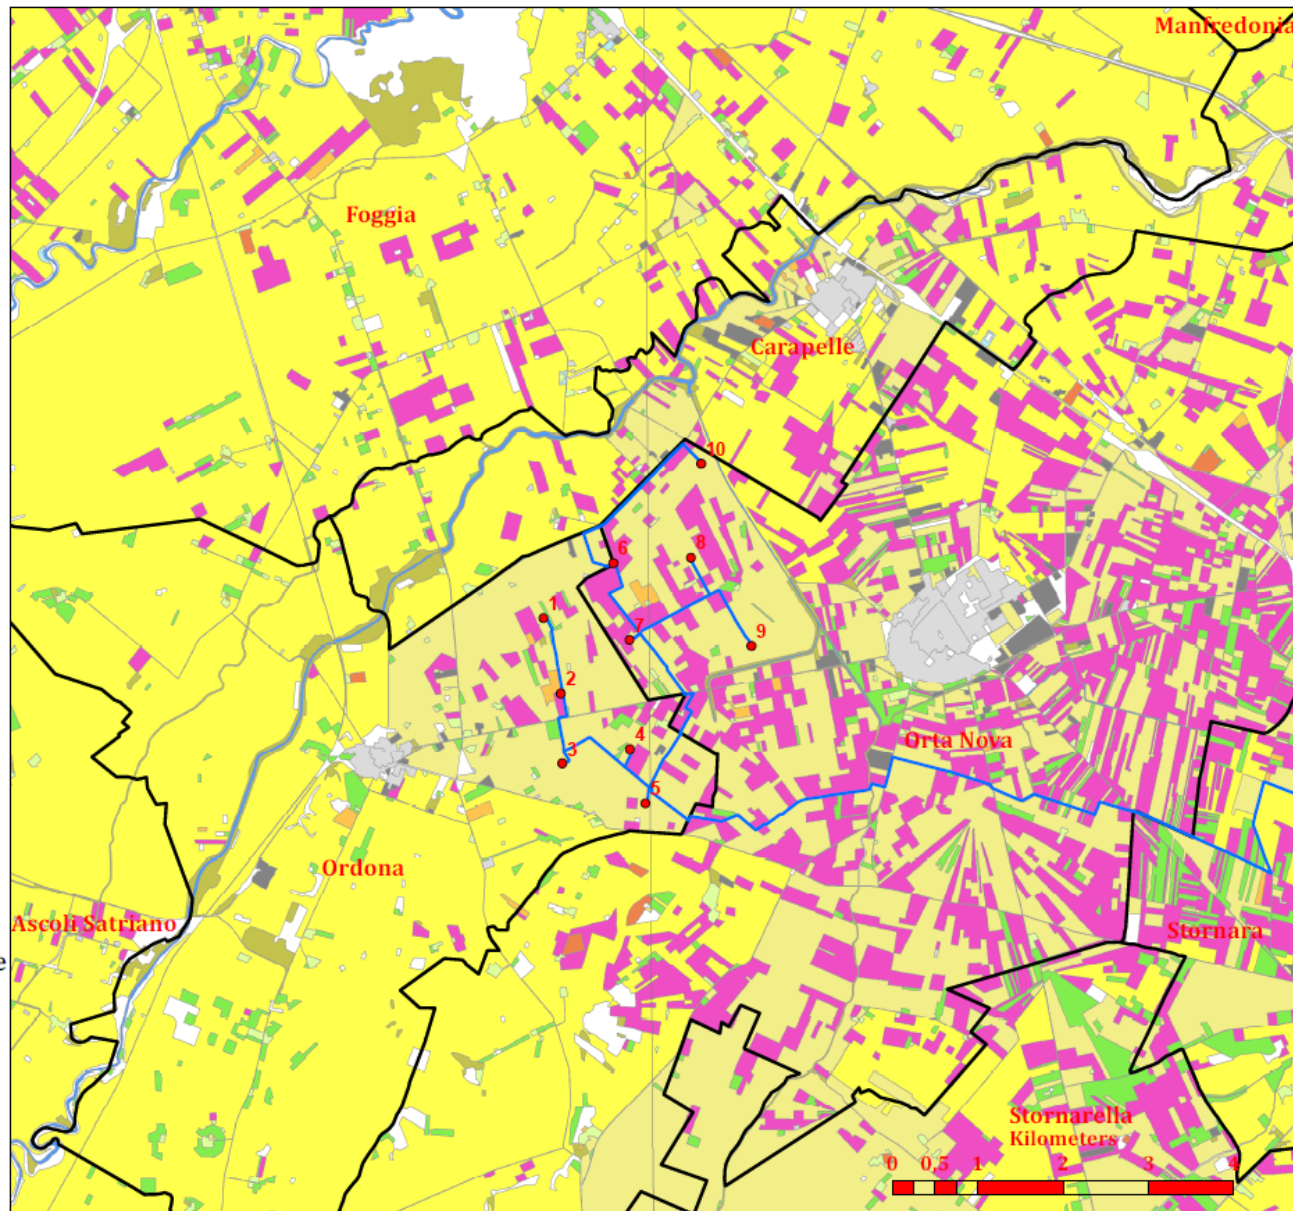 Manfredonia
Foggia
Carapelle
10
6
8
1
7
9
2
4
3
Orta Nova
5
Ordona
Ascoli Satriano
Stornara
e
Stornarella
Kilometers
0 0,5 1 2 3 4